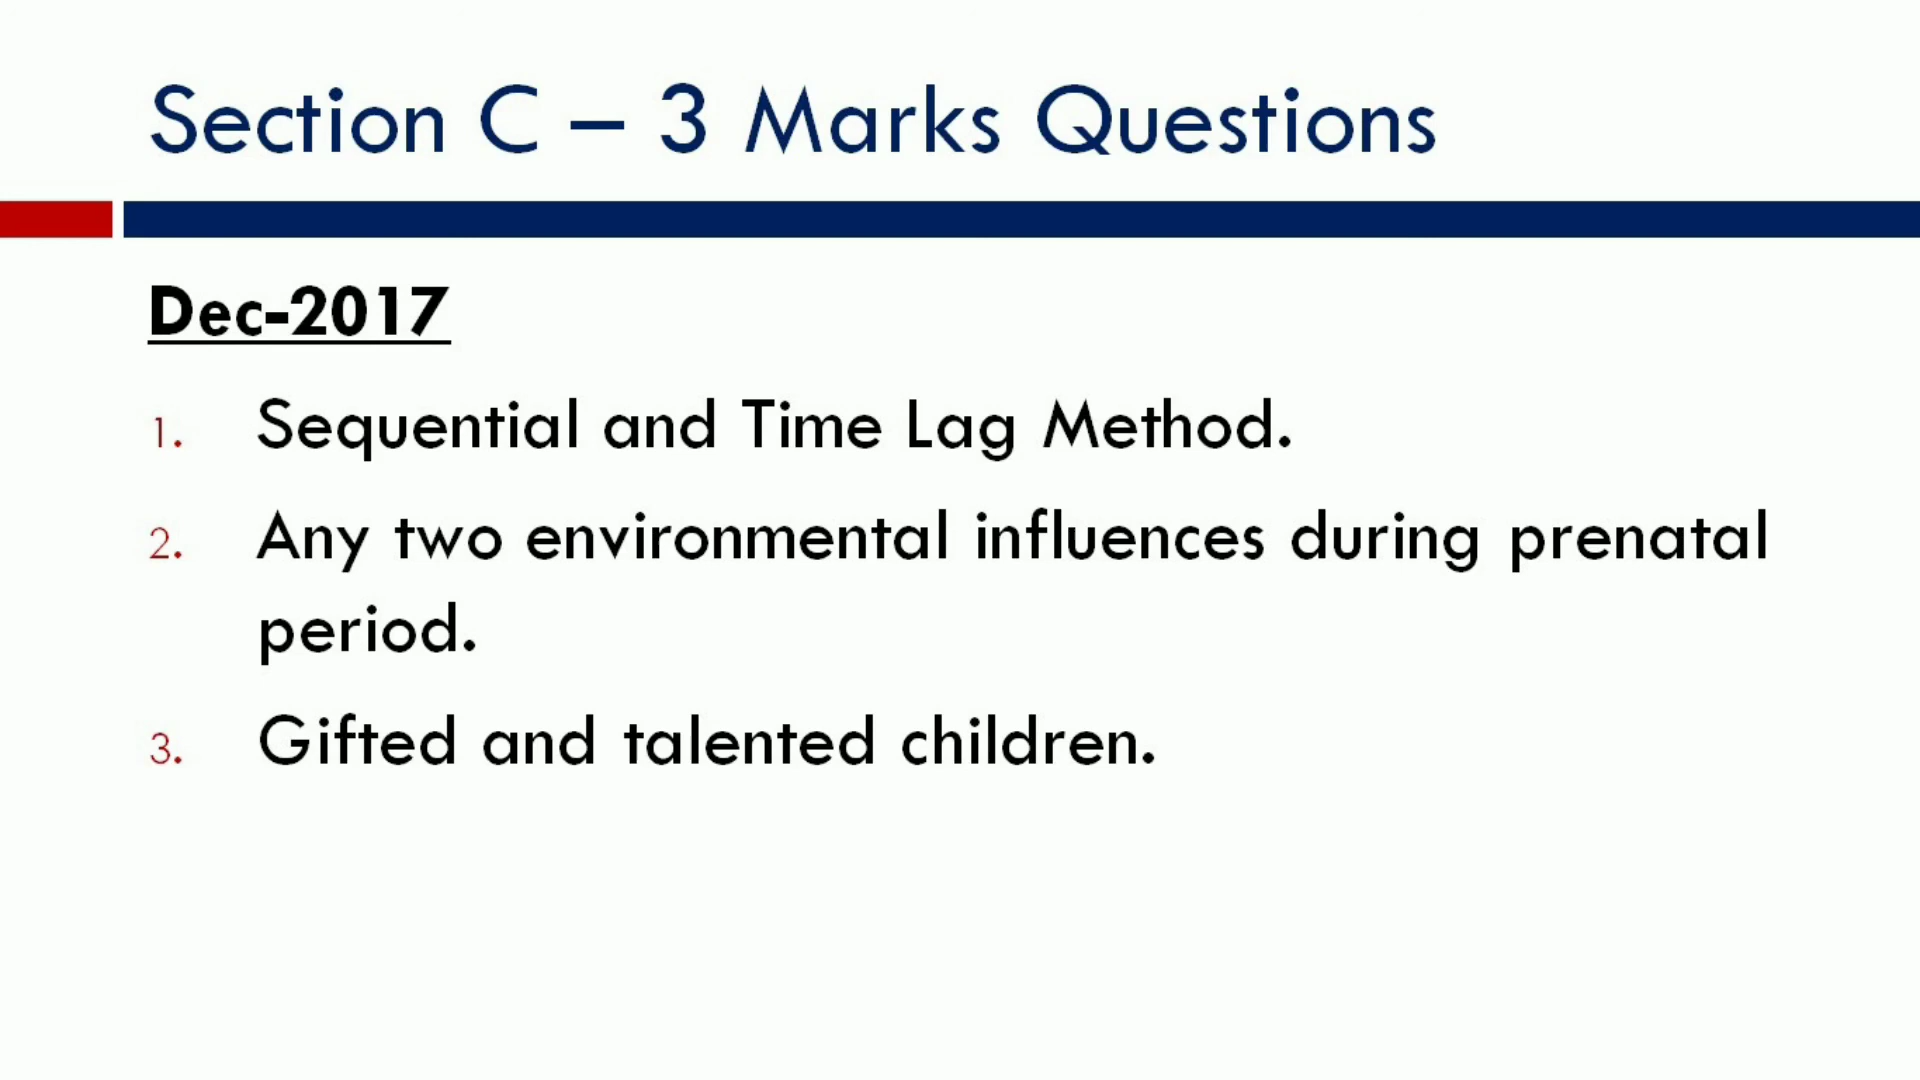 Section C – 3 Marks Questions
Dec-2017
1. Sequential and Time Lag Method.
2. Any two environmental influences during prenatal
period.
3. Gifted and talented children.